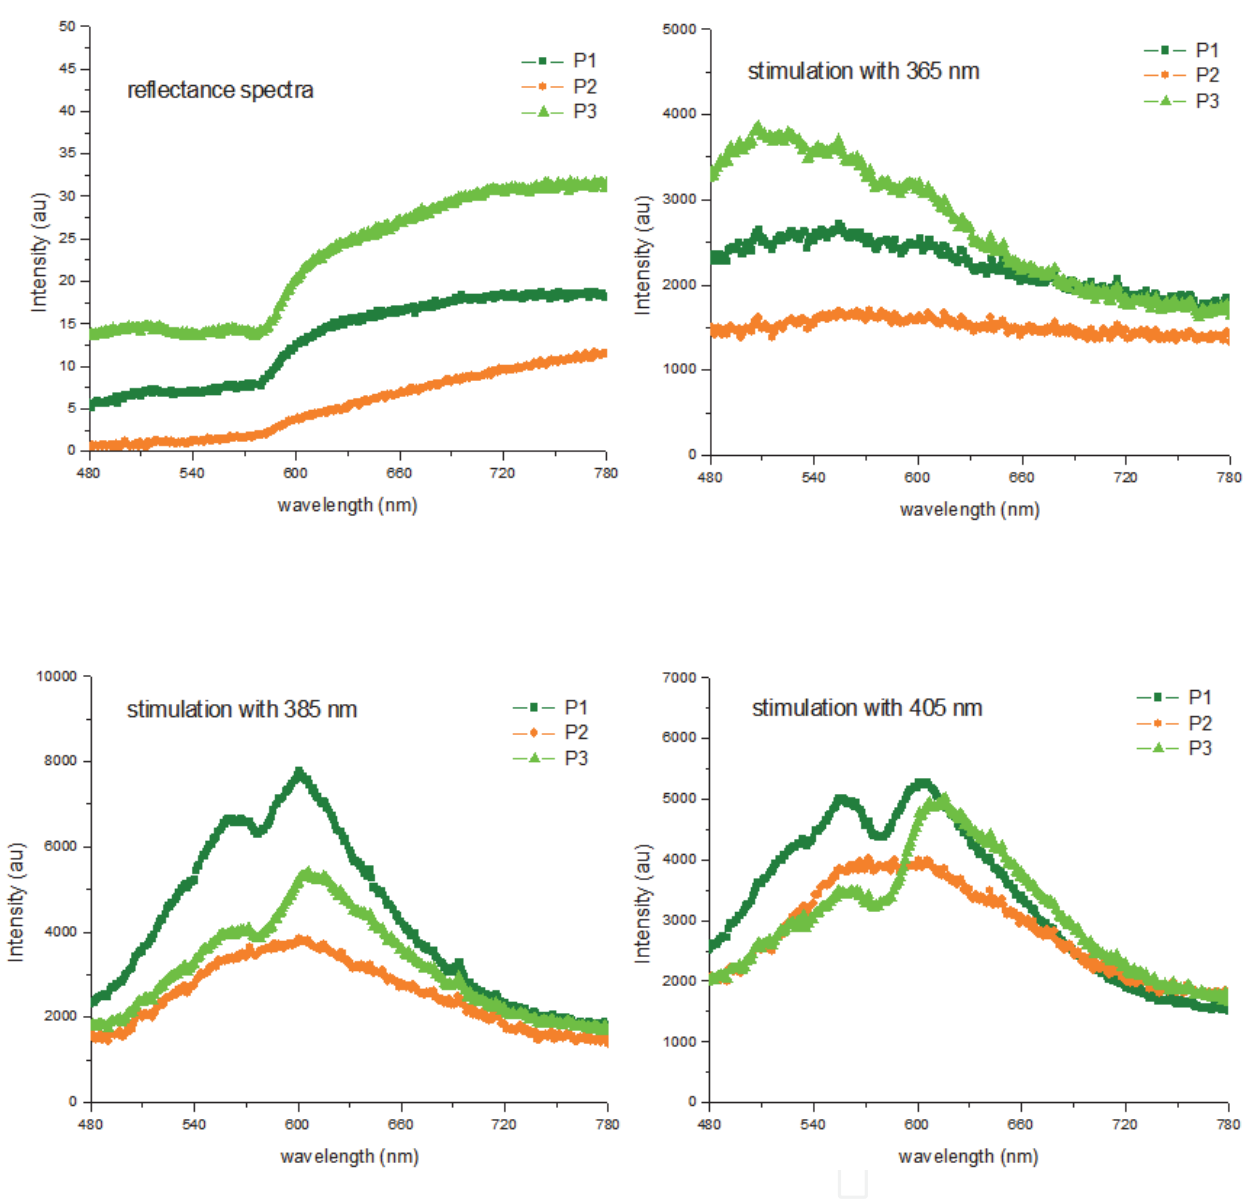 reflectance spectra
P1
P2
P3
50
45
40
35
30
25
20
15
10
5
0
Intensity (au)
480 540 600 660 720 780
wavelength (nm)
stimulation with 365 nm
P1
P2
P3
5000
4000
3000
2000
1000
0
Intensity (au)
480 540 600 660 720 780
wavelength (nm)
stimulation with 385 nm
P1
P2
P3
10000
8000
6000
4000
2000
0
Intensity (au)
480 540 600 660 720 780
wavelength (nm)
stimulation with 405 nm
P1
P2
P3
7000
6000
5000
4000
3000
2000
1000
0
Intensity (au)
480 540 600 660 720 780
wavelength (nm)